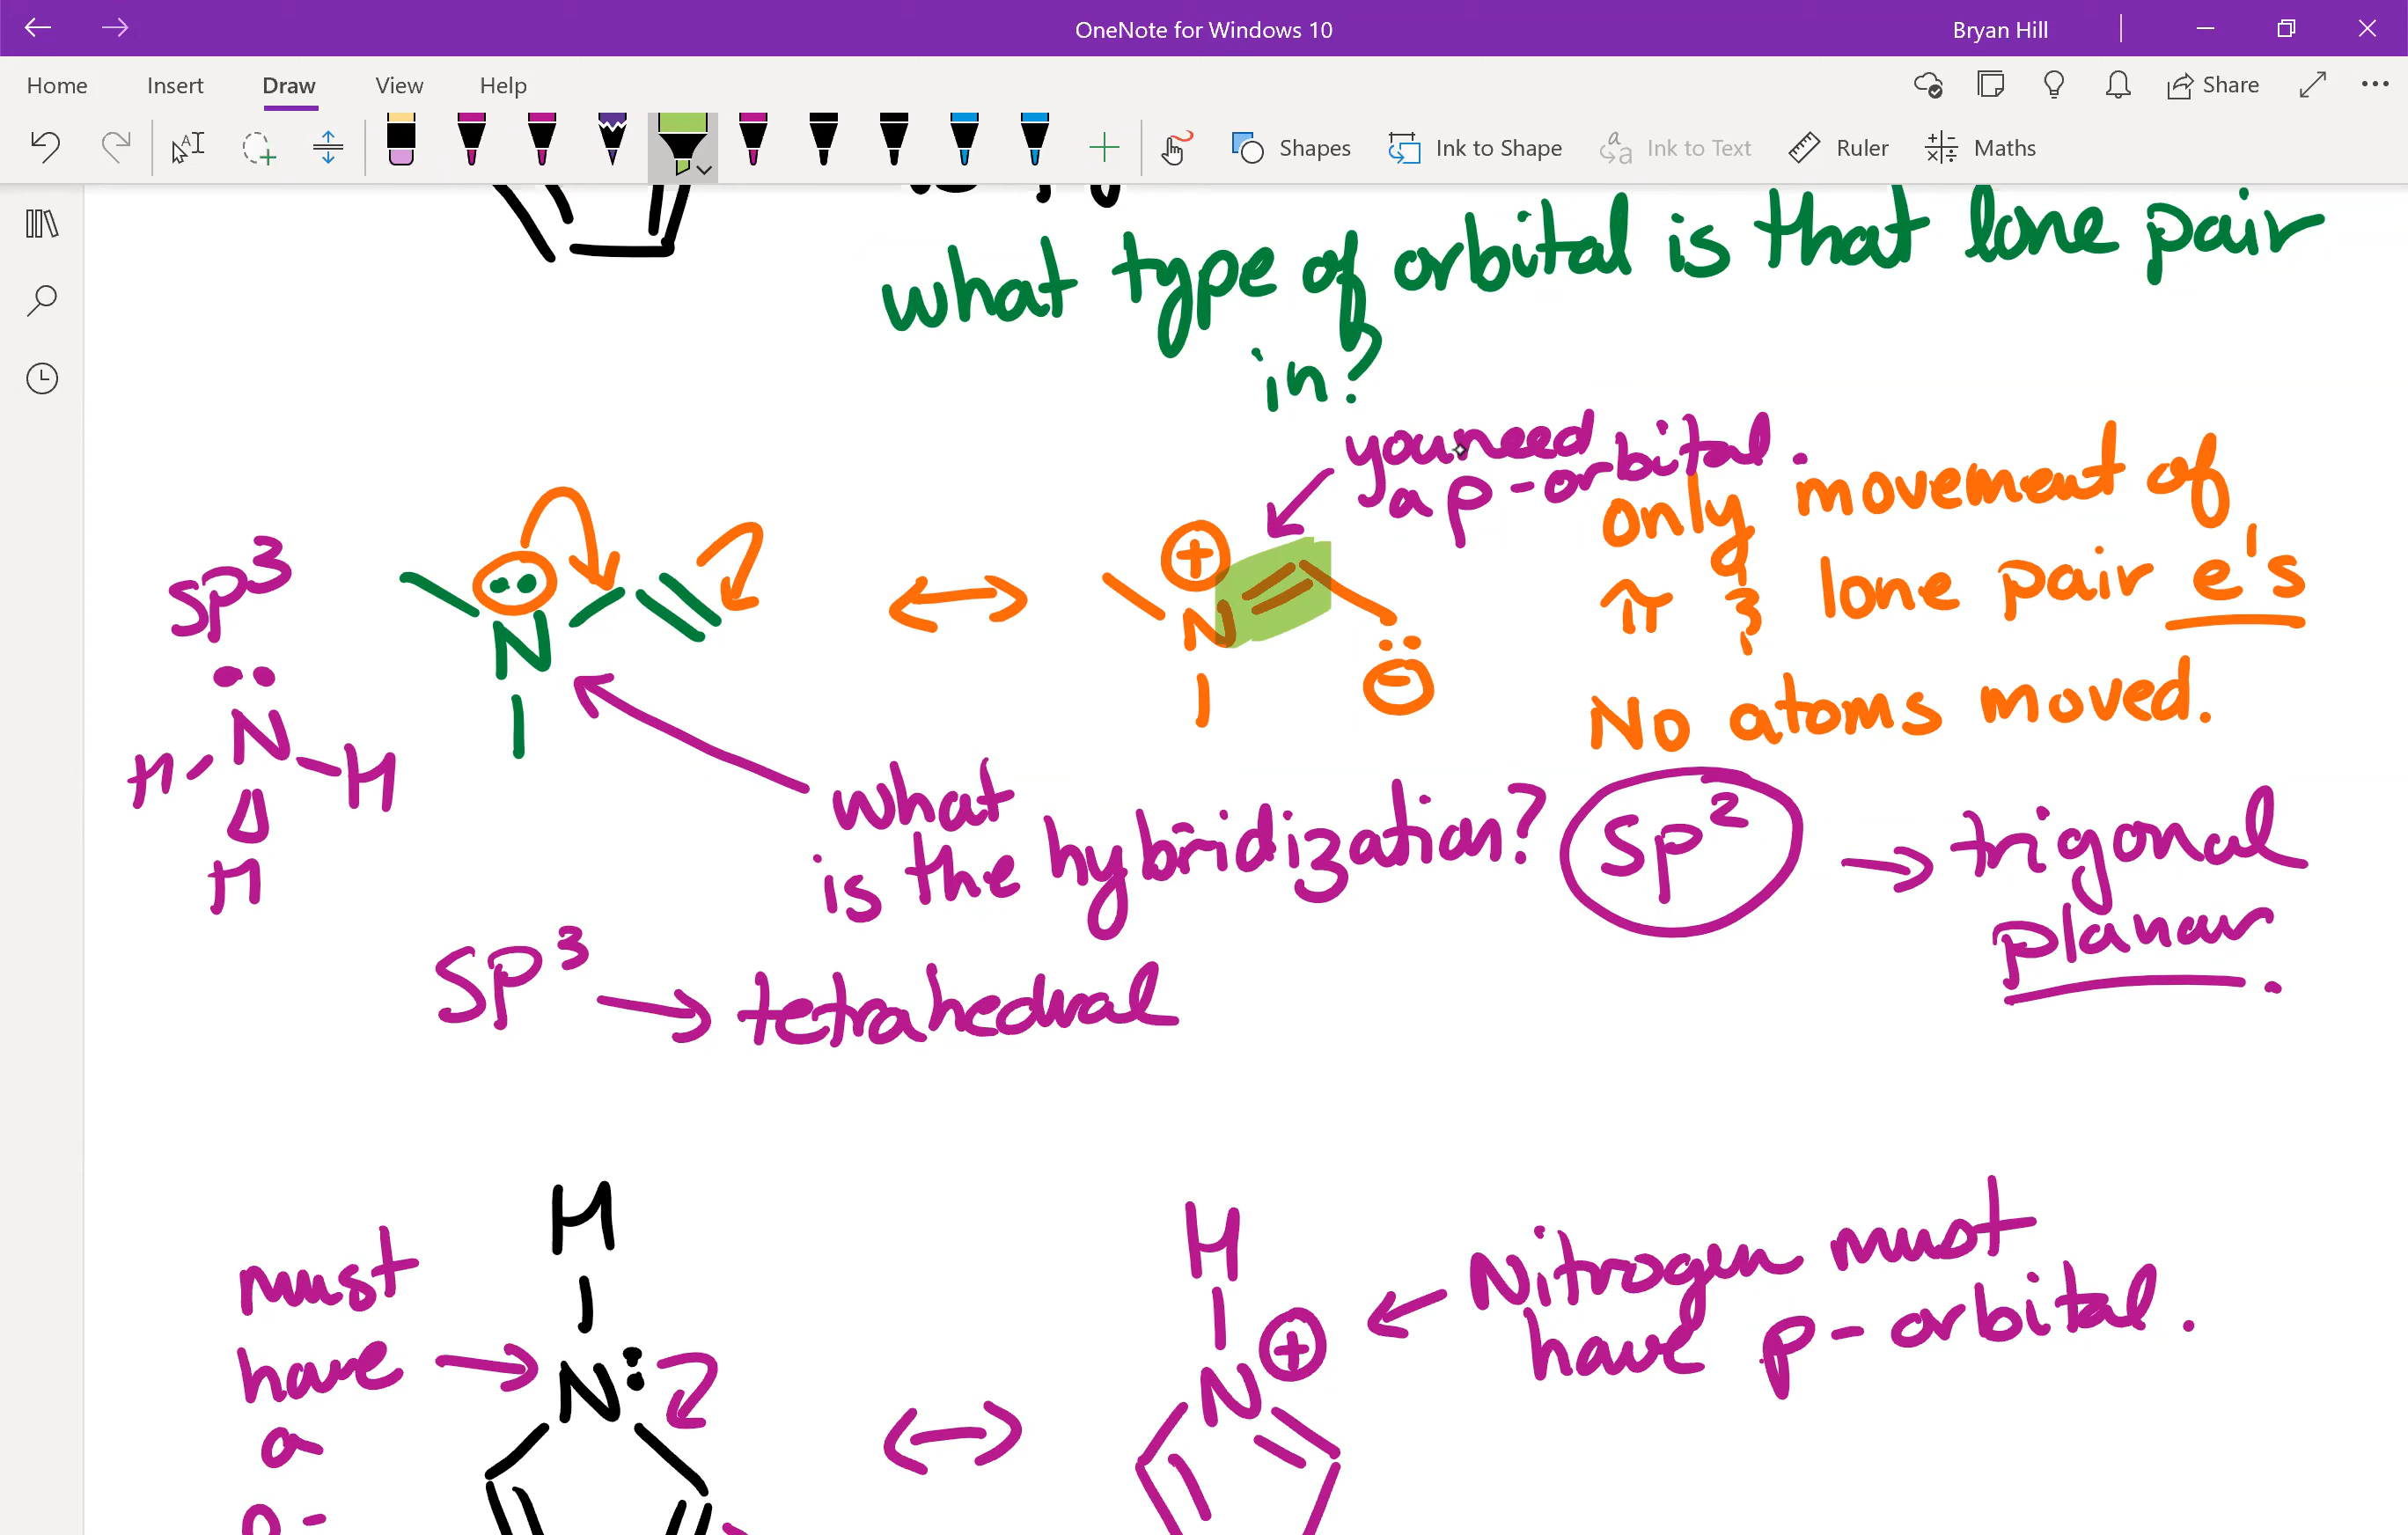 OneNote for Windows 10
Bryan Hill
Home Insert Draw View Help
Share
Shapes Ink to Shape Ink to Text Ruler Maths
what type of orbital is that lone pair
in?
you need
a p-orbital.
only movement of
π & lone pair e's
No atoms moved.
sp3
N
N
N
H
H
H
what
is the hybridization?
sp2 → trigonal
planar.
sp3 → tetrahedral
must
have
a
p-
H
N
H
N
Nitrogen must
have p-orbital.